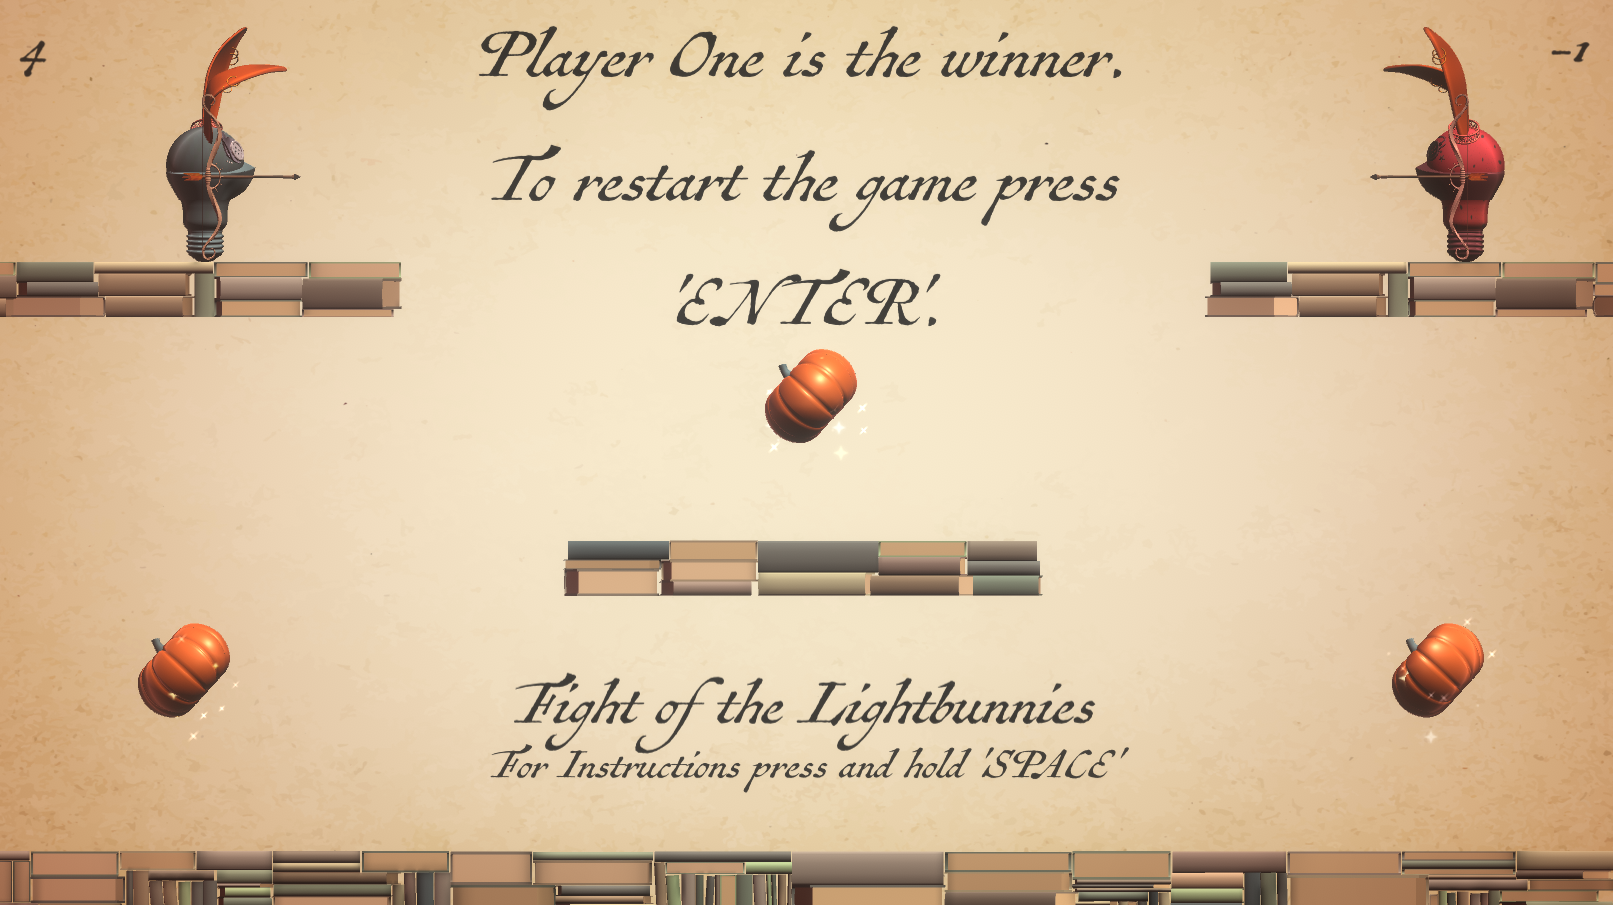 4
Player One is the winner.
-1
To restart the game press
'ENTER'.
Fight of the Lightbunnies
For Instructions press and hold 'SPACE'